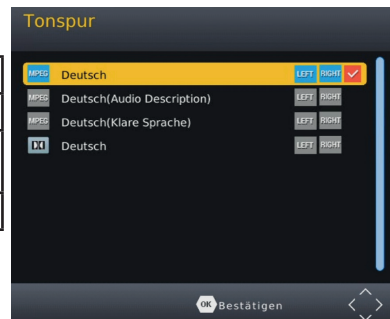 Tonspur
MPEG Deutsch LEFT RIGHT
MPEG Deutsch(Audio Description) LEFT RIGHT
MPEG Deutsch(Klare Sprache) LEFT RIGHT
Deutsch LEFT RIGHT
OK Bestätigen